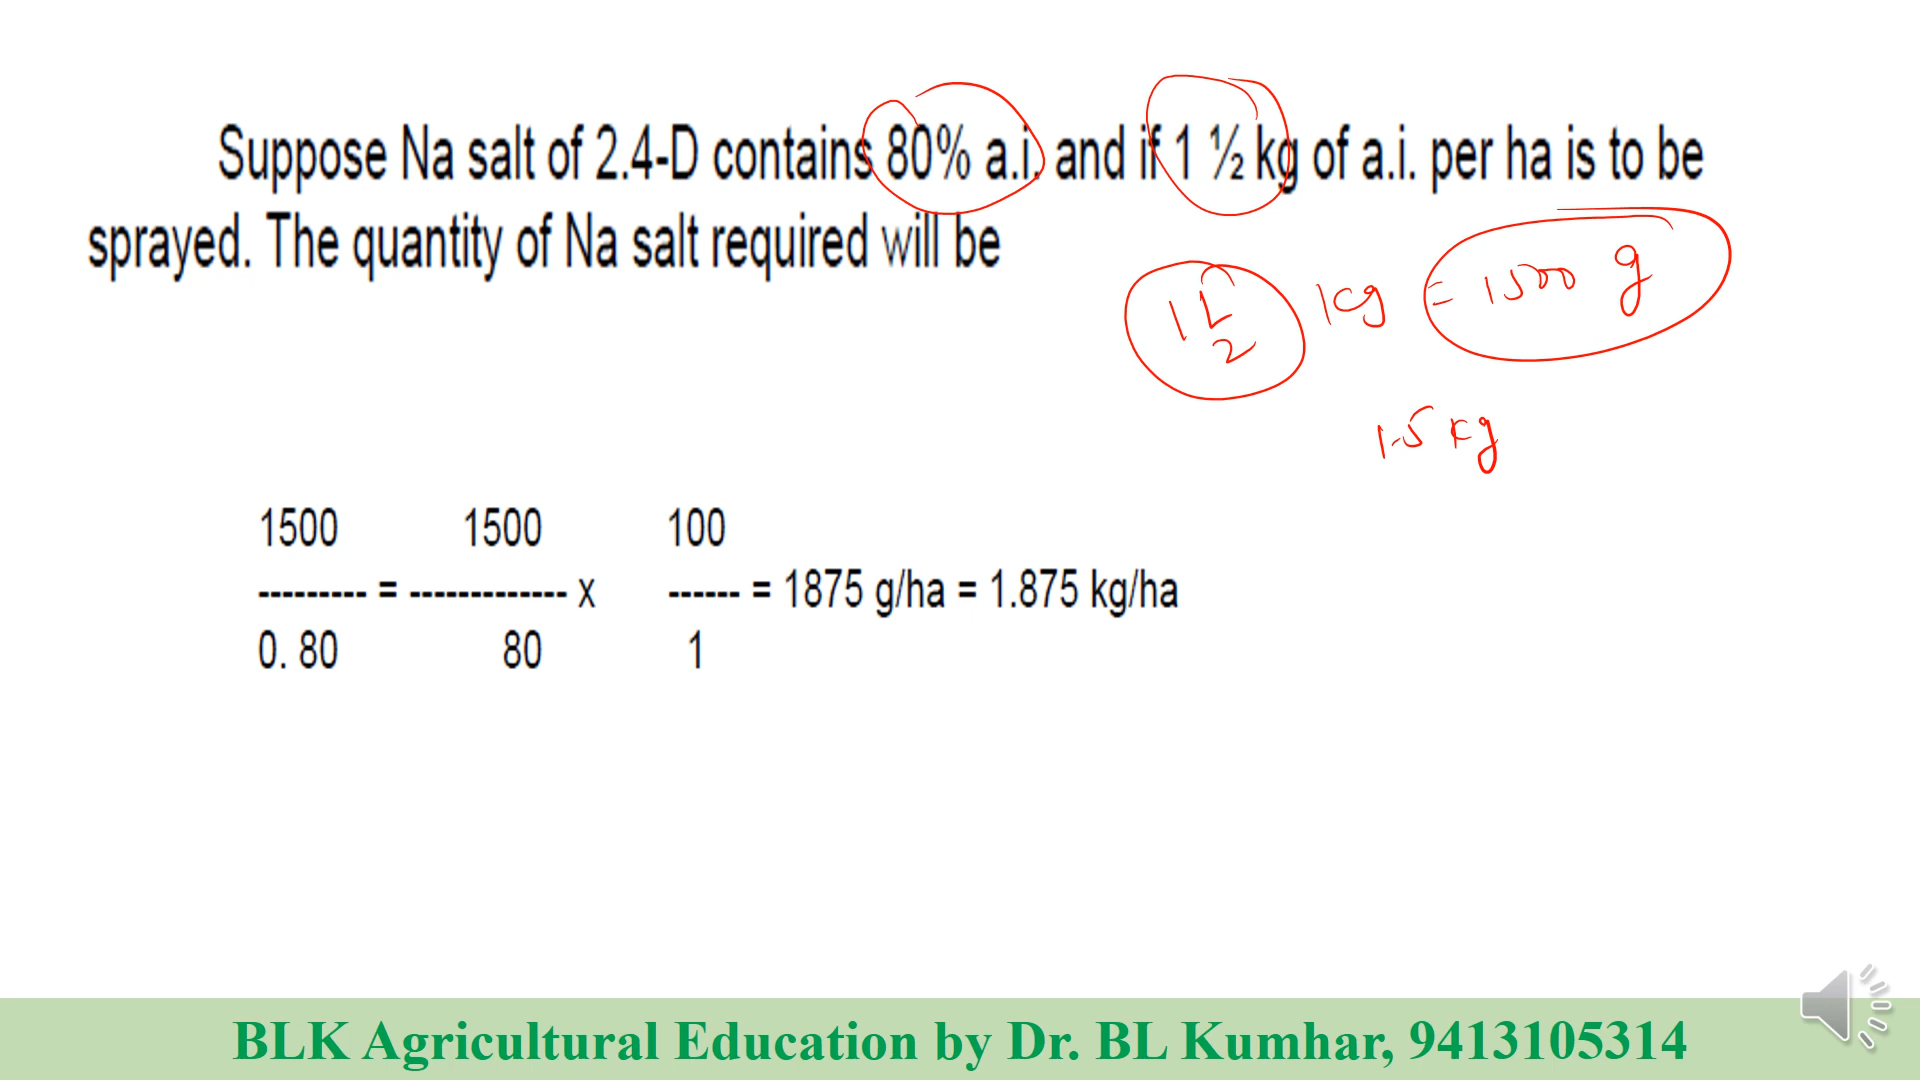 Suppose Na salt of 2.4-D contains 80% a.i. and if 1 ½ kg of a.i. per ha is to be
sprayed. The quantity of Na salt required will be
1 1/2 kg = 1500 g
1.5 kg
1500 1500 100
--------- = ------------- x ------ = 1875 g/ha = 1.875 kg/ha
0. 80 80 1
BLK Agricultural Education by Dr. BL Kumhar, 9413105314